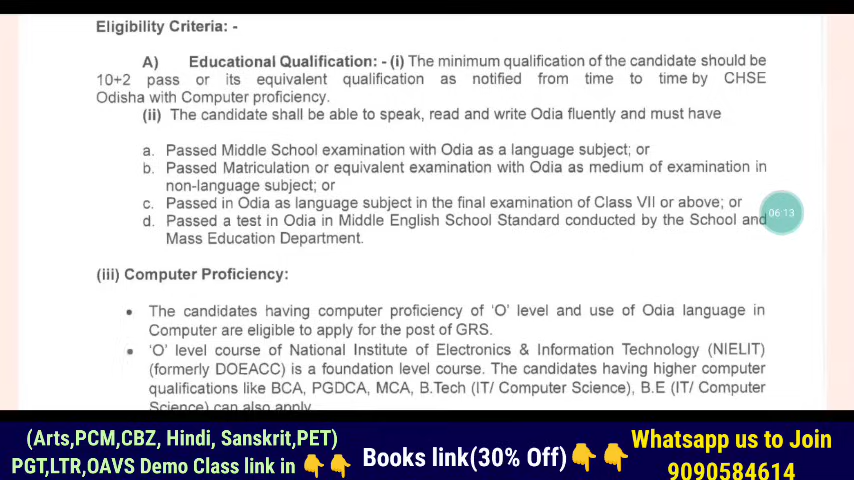 Eligibility Criteria: -
A) Educational Qualification: - (i) The minimum qualification of the candidate should be
10+2 pass or its equivalent qualification as notified from time to time by CHSE
Odisha with Computer proficiency.
(ii) The candidate shall be able to speak, read and write Odia fluently and must have
a. Passed Middle School examination with Odia as a language subject; or
b. Passed Matriculation or equivalent examination with Odia as medium of examination in
non-language subject; or
c. Passed in Odia as language subject in the final examination of Class VII or above; or
d. Passed a test in Odia in Middle English School Standard conducted by the School and
Mass Education Department.
06:13
(iii) Computer Proficiency:
• The candidates having computer proficiency of 'O' level and use of Odia language in
Computer are eligible to apply for the post of GRS.
• 'O' level course of National Institute of Electronics & Information Technology (NIELIT)
(formerly DOEACC) is a foundation level course. The candidates having higher computer
qualifications like BCA, PGDCA, MCA, B.Tech (IT/ Computer Science), B.E (IT/ Computer
Science) can also apply
(Arts,PCM,CBZ, Hindi, Sanskrit,PET)
PGT,LTR,OAVS Demo Class link in 👇👇
Books link(30% Off)👇👇
Whatsapp us to Join
9090584614